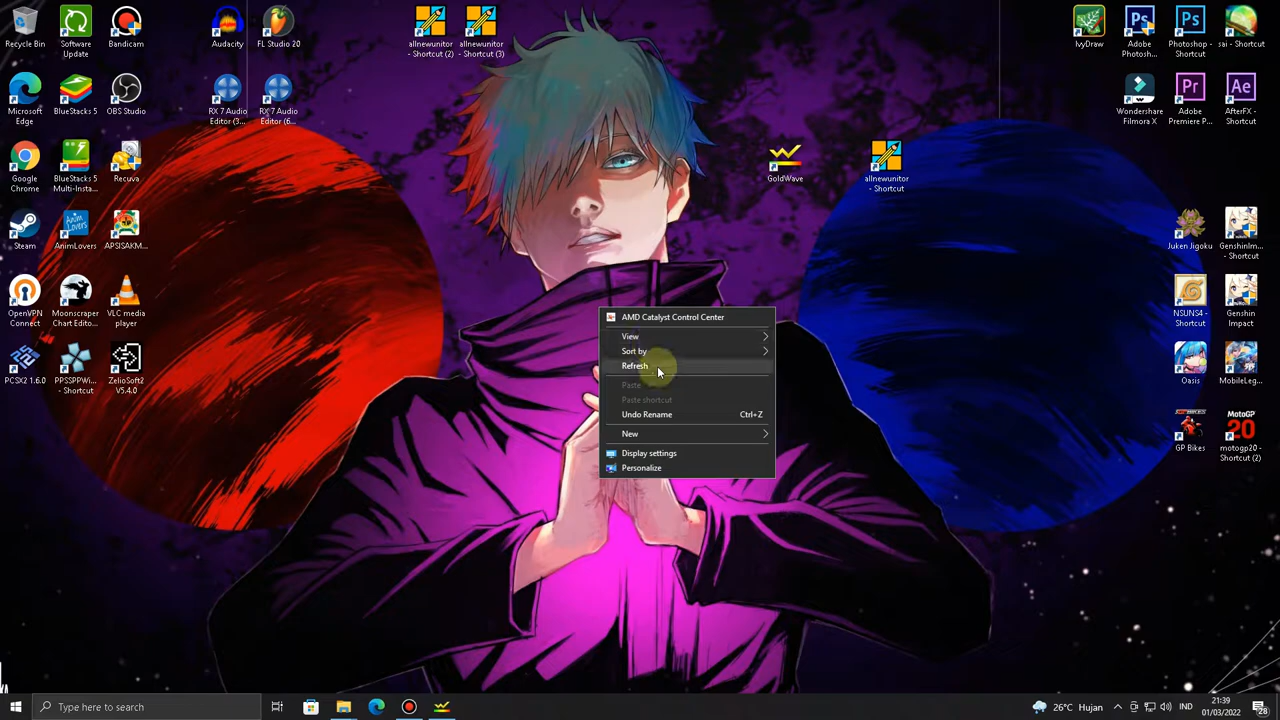 Recycle Bin
Software Update
Bandicam
Audacity
FL Studio 20
allnewunitor - Shortcut (2)
allnewunitor - Shortcut (3)
IvyDraw
Adobe Photosh...
Photoshop - Shortcut
sai - Shortcut
Microsoft Edge
BlueStacks 5
OBS Studio
RX 7 Audio Editor (3...
RX 7 Audio Editor (6...
Wondershare Filmora X
Adobe Premiere P...
AfterFX - Shortcut
Google Chrome
BlueStacks 5 Multi-Insta...
Recuva
GoldWave
allnewunitor - Shortcut
Steam
AnimLovers
APSISAKM...
Juken Jigoku
GenshinIm... - Shortcut
OpenVPN Connect
Moonscraper Chart Edito...
VLC media player
NSUNS4 - Shortcut
Genshin Impact
PCSX2 1.6.0
PPSSPPWi... - Shortcut
ZelioSoft2 V5.4.0
Oasis
MobileLeg...
GP Bikes
motogp20 - Shortcut (2)
AMD Catalyst Control Center
View
Sort by
Refresh
Paste
Paste shortcut
Undo Rename Ctrl+Z
New
Display settings
Personalize
Type here to search
26°C Hujan
IND
21:39
01/03/2022
28